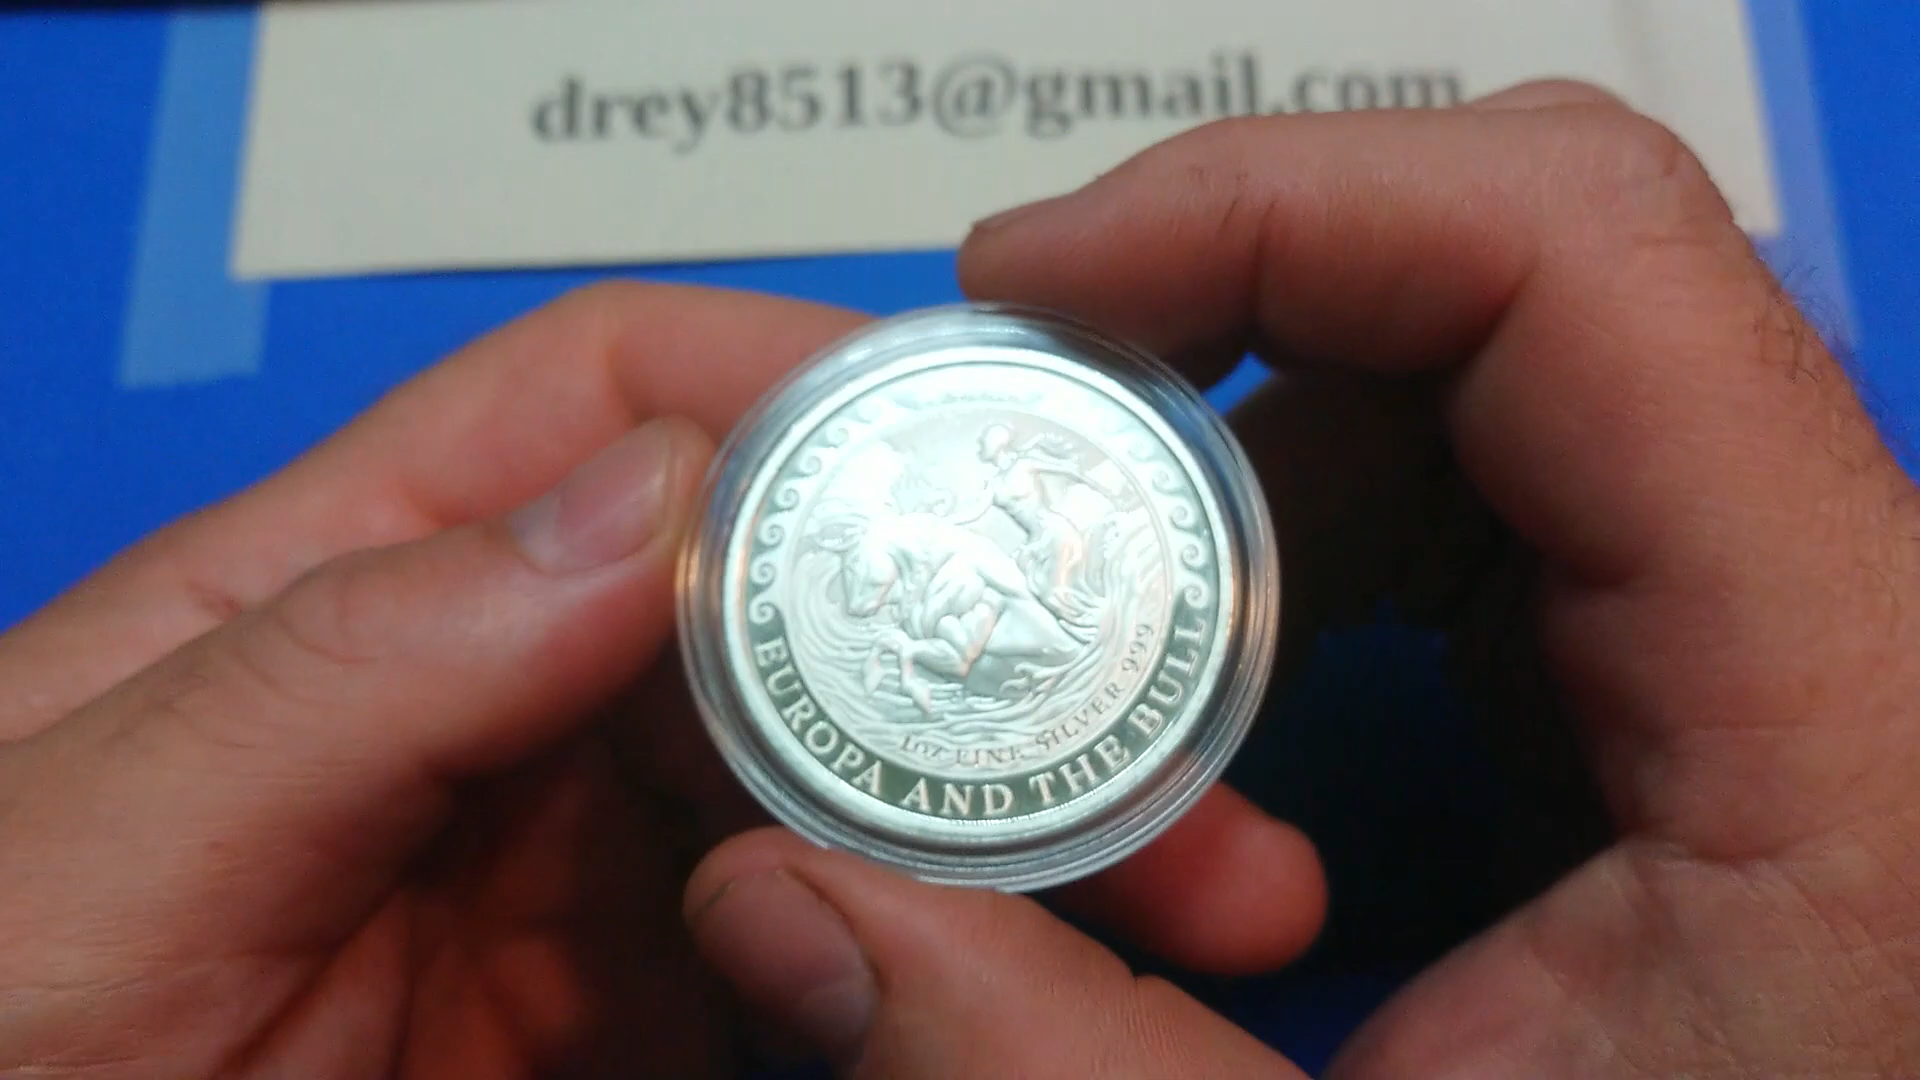 drey8513@gmail.com
1OZ FINE SILVER 999
EUROPA AND THE BULL